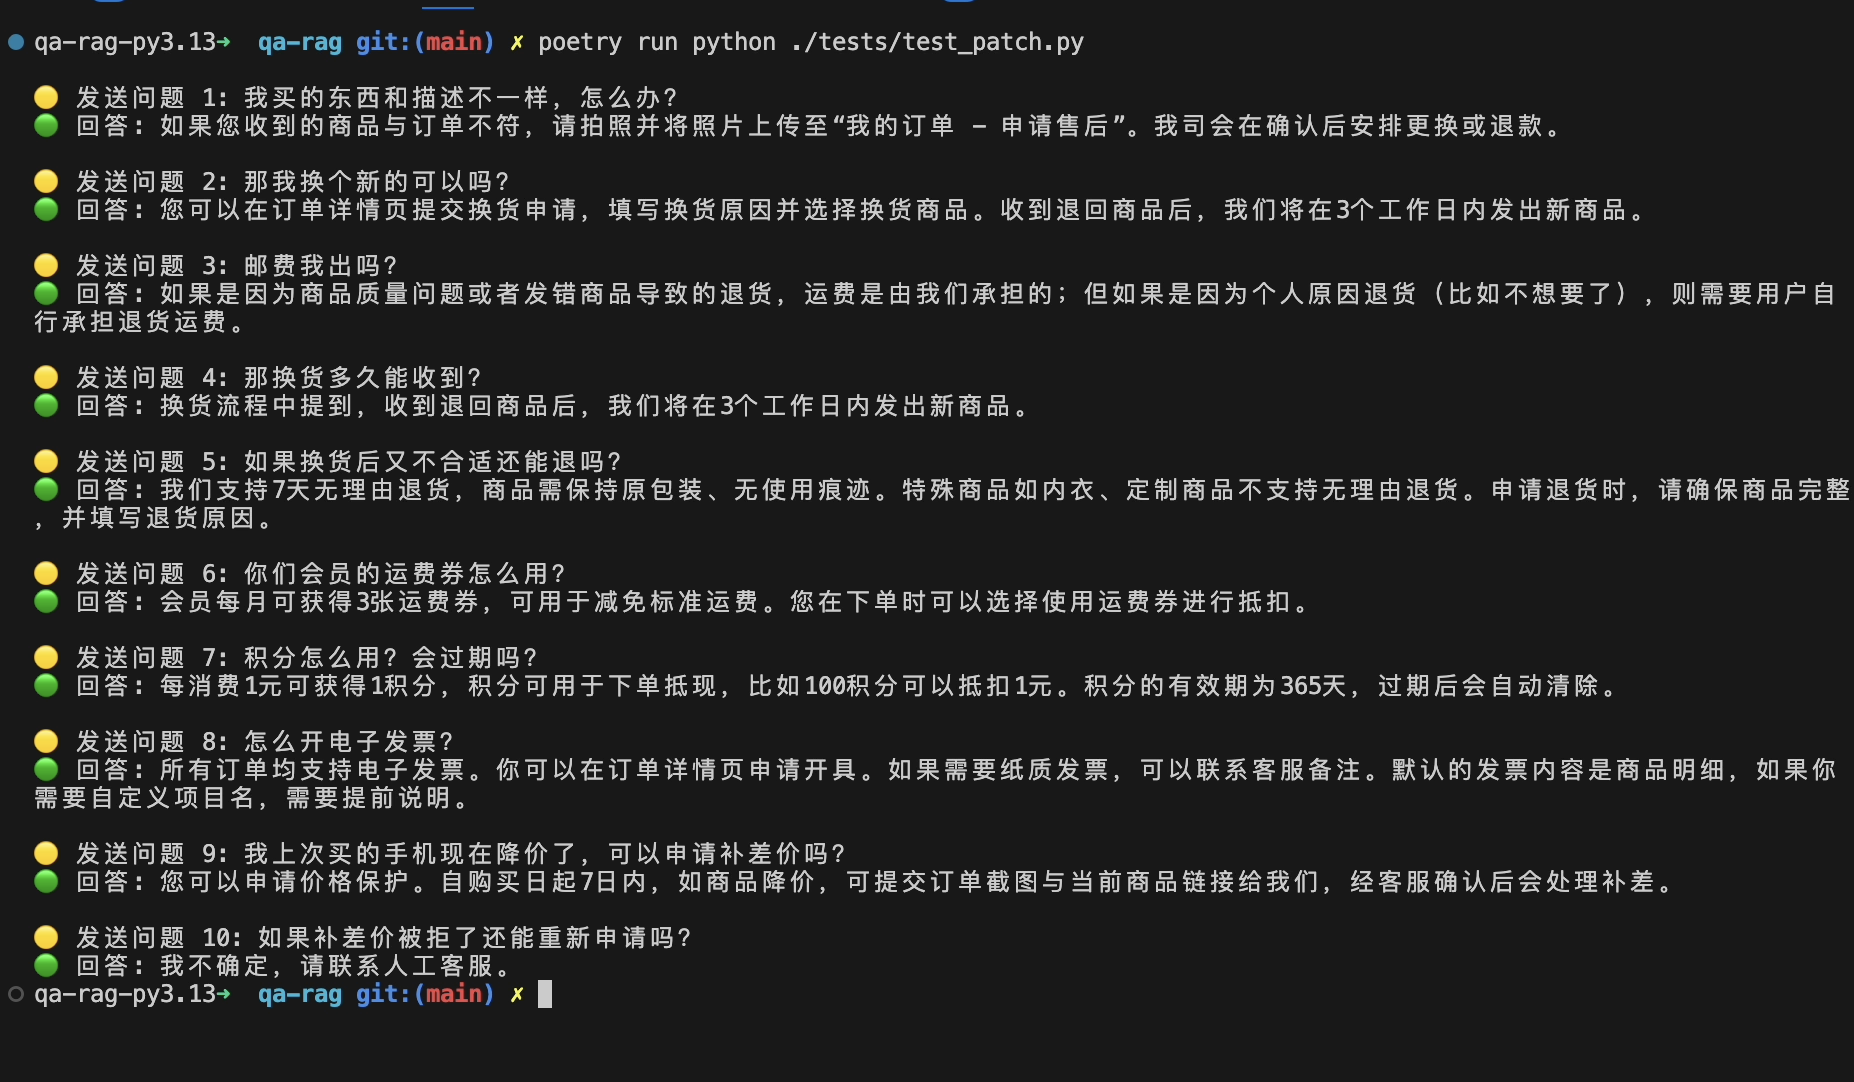 qa-rag-py3.13➜  qa-rag git:(main) ✗ poetry run python ./tests/test_patch.py
发送问题 1: 我买的东西和描述不一样，怎么办？
回答: 如果您收到的商品与订单不符，请拍照并将照片上传至“我的订单 - 申请售后”。我司会在确认后安排更换或退款。
发送问题 2: 那我换个新的可以吗？
回答: 您可以在订单详情页提交换货申请，填写换货原因并选择换货商品。收到退回商品后，我们将在3个工作日内发出新商品。
发送问题 3: 邮费我出吗？
回答: 如果是因为商品质量问题或者发错商品导致的退货，运费是由我们承担的；但如果是因为个人原因退货（比如不想要了），则需要用户自
行承担退货运费。
发送问题 4: 那换货多久能收到？
回答: 换货流程中提到，收到退回商品后，我们将在3个工作日内发出新商品。
发送问题 5: 如果换货后又不合适还能退吗？
回答: 我们支持7天无理由退货，商品需保持原包装、无使用痕迹。特殊商品如内衣、定制商品不支持无理由退货。申请退货时，请确保商品完整
，并填写退货原因。
发送问题 6: 你们会员的运费券怎么用？
回答: 会员每月可获得3张运费券，可用于减免标准运费。您在下单时可以选择使用运费券进行抵扣。
发送问题 7: 积分怎么用？会过期吗？
回答: 每消费1元可获得1积分，积分可用于下单抵现，比如100积分可以抵扣1元。积分的有效期为365天，过期后会自动清除。
发送问题 8: 怎么开电子发票？
回答: 所有订单均支持电子发票。你可以在订单详情页申请开具。如果需要纸质发票，可以联系客服备注。默认的发票内容是商品明细，如果你
需要自定义项目名，需要提前说明。
发送问题 9: 我上次买的手机现在降价了，可以申请补差价吗？
回答: 您可以申请价格保护。自购买日起7日内，如商品降价，可提交订单截图与当前商品链接给我们，经客服确认后会处理补差。
发送问题 10: 如果补差价被拒了还能重新申请吗？
回答: 我不确定，请联系人工客服。
qa-rag-py3.13➜  qa-rag git:(main) ✗